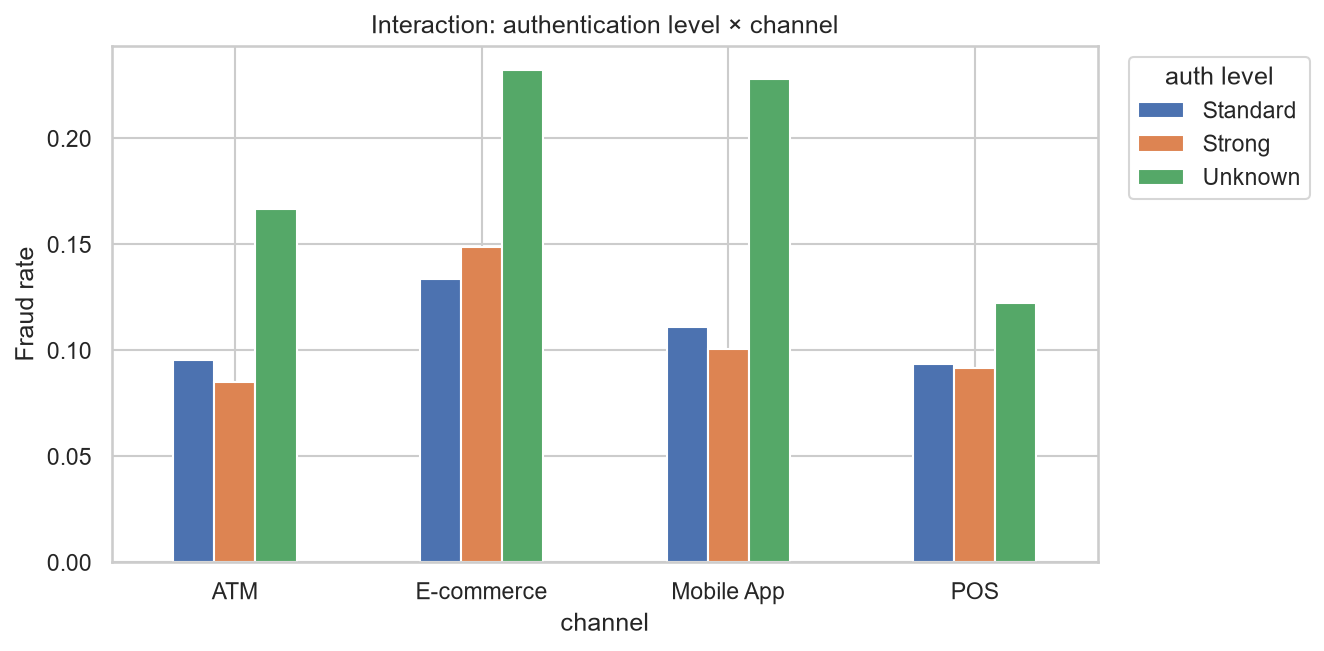 Interaction: authentication level × channel
auth level
Standard
Strong
Unknown
Fraud rate
0.20
0.15
0.10
0.05
0.00
ATM
E-commerce
Mobile App
POS
channel